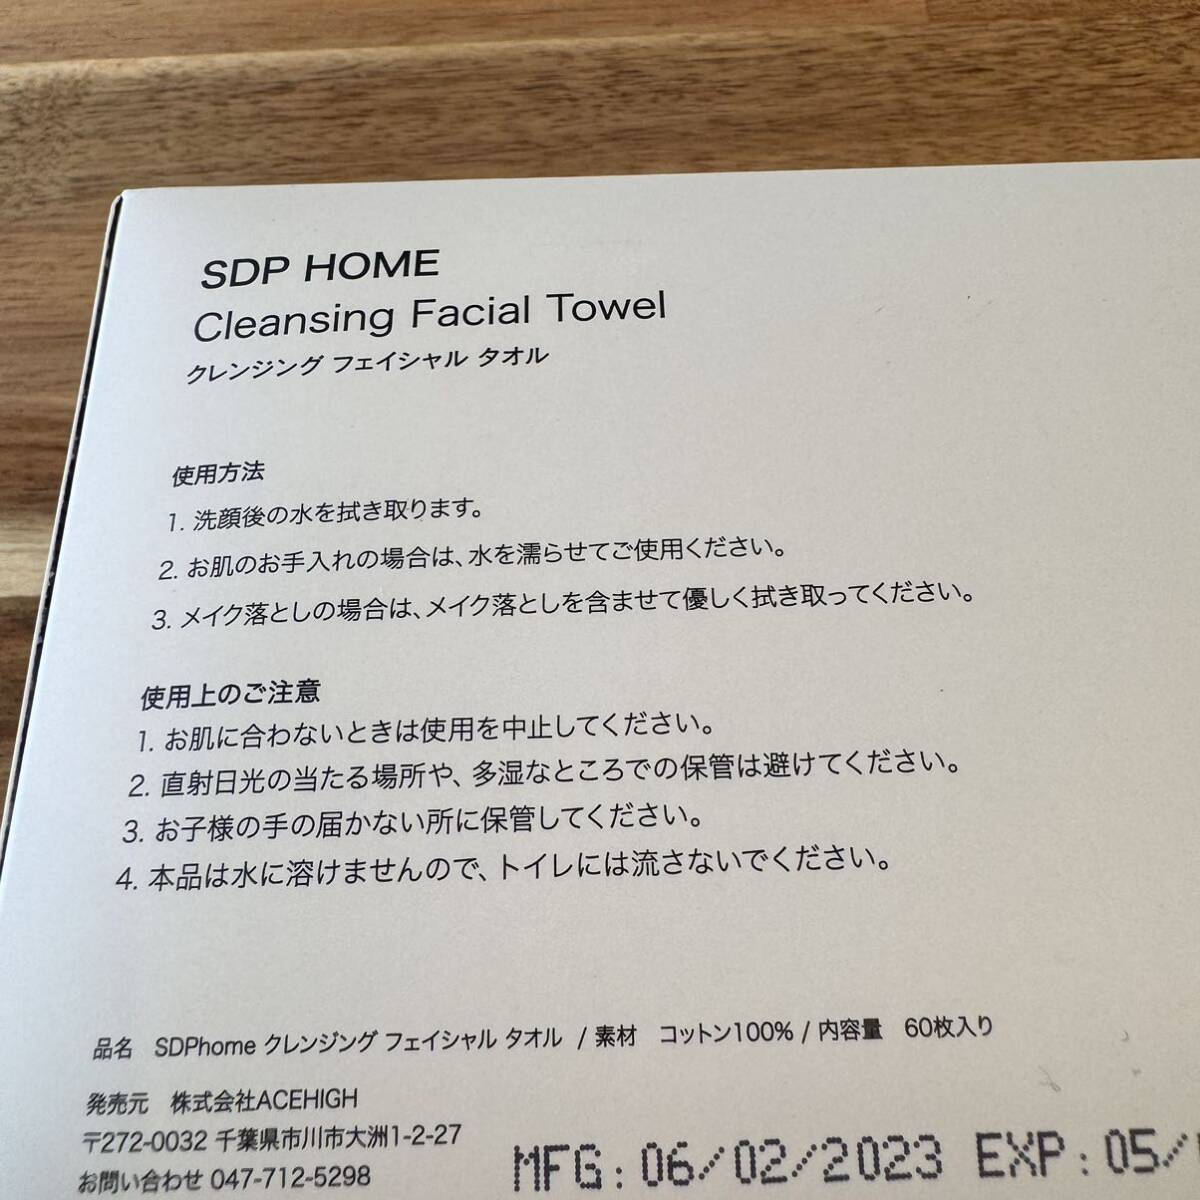 SDP HOME
Cleansing Facial Towel
クレンジング フェイシャル タオル
使用方法
1. 洗顔後の水を拭き取ります。
2. お肌のお手入れの場合は、水を濡らせてご使用ください。
3. メイク落としの場合は、メイク落としを含ませて優しく拭き取ってください。
使用上のご注意
1. お肌に合わないときは使用を中止してください。
2. 直射日光の当たる場所や、多湿なところでの保管は避けてください。
3. お子様の手の届かない所に保管してください。
4. 本品は水に溶けませんので、トイレには流さないでください。
品名　SDPhome クレンジング フェイシャル タオル / 素材　コットン100% / 内容量　60枚入り
発売元　株式会社ACEHIGH
〒272-0032 千葉県市川市大洲1-2-27
お問い合わせ 047-712-5298
MFG : 06/02/2023 EXP : 05/